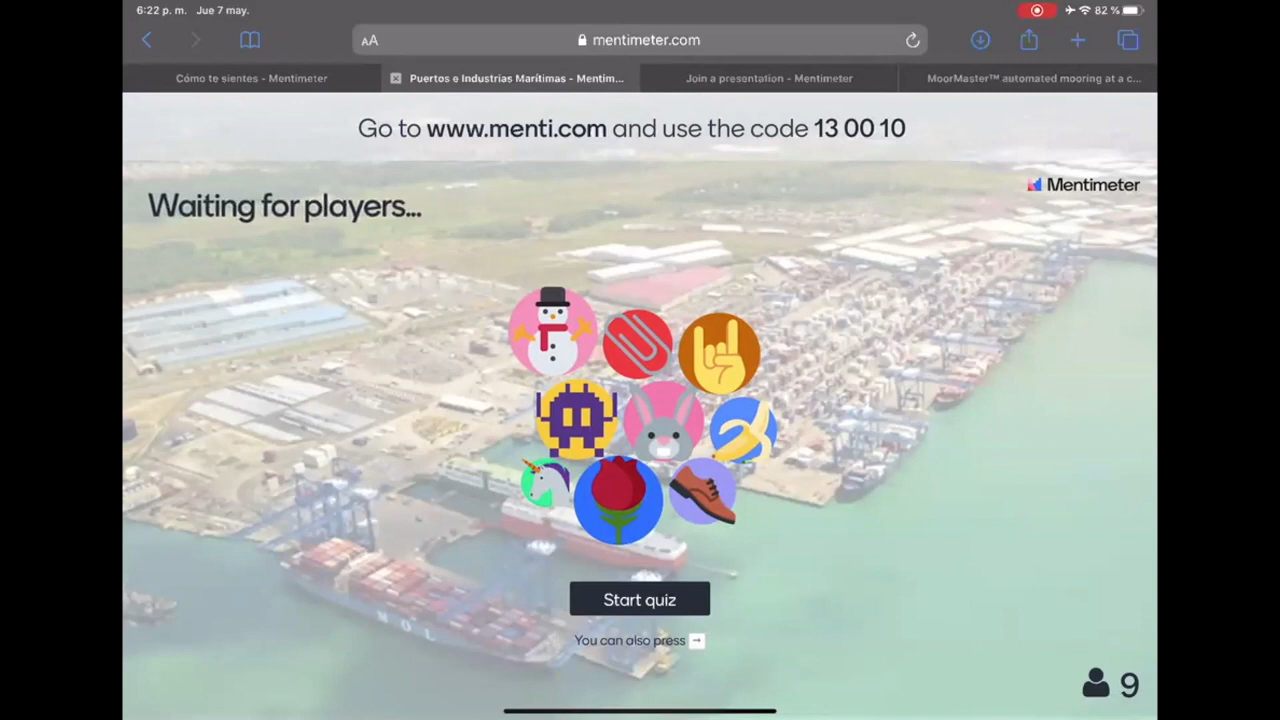 6:22 p. m. Jue 7 may.
82 %
AA
mentimeter.com
Cómo te sientes - Mentimeter
Puertos e Industrias Marítimas - Mentim...
Join a presentation - Mentimeter
MoorMaster™ automated mooring at a c...
Go to www.menti.com and use the code 13 00 10
Mentimeter
Waiting for players...
MOL
Start quiz
You can also press
9